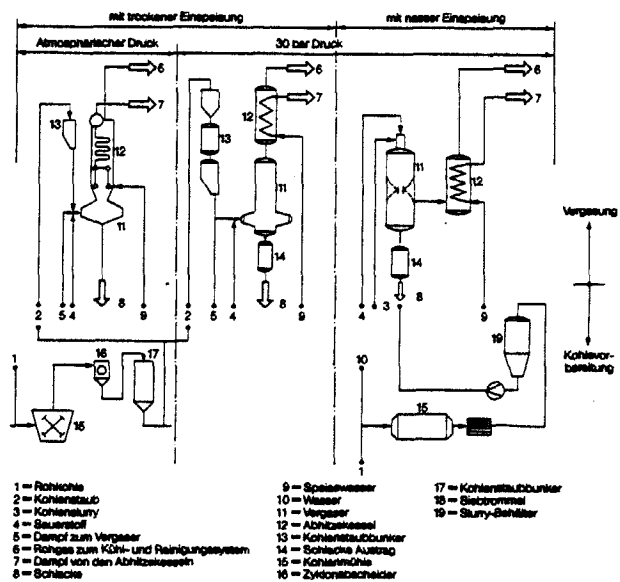 mit trockener Einspeisung
mit nasser Einspeisung
Atmosphärischer Druck
30 bar Druck
6
7
13
12
11
2
5
4
8
9
6
7
12
13
11
14
2
5
4
8
9
6
7
11
12
14
4
3
8
9
Vergasung
Kohlevor-
bereitung
1
16
17
15
10
19
15
1
1 = Rohkohle
2 = Kohlenstaub
3 = Kohlenslurry
4 = Sauerstoff
5 = Dampf zum Vergaser
6 = Rohgas zum Kühl- und Reinigungssystem
7 = Dampf von den Abhitzekesseln
8 = Schlacke
9 = Speisewasser
10 = Wasser
11 = Vergaser
12 = Abhitzekessel
13 = Kohlenstaubbunker
14 = Schlacke Austrag
15 = Kohlenmühle
16 = Zyklonabscheider
17 = Kohlenstaubbunker
18 = Siebtrommel
19 = Slurry-Behälter